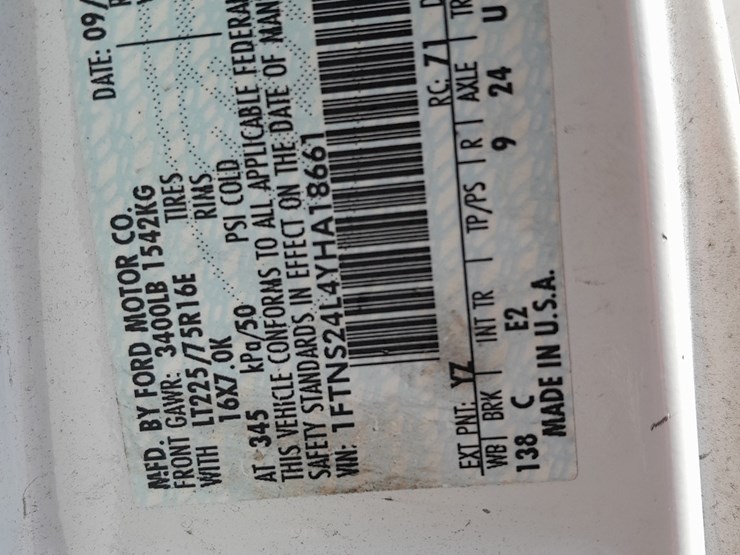 MFD. BY FORD MOTOR CO.
DATE: 09/
FRONT GAWR: 3400LB 1542KG
WITH LT225/75R16E TIRES
16X7.0K RIMS
AT 345 kPa/50 PSI COLD
THIS VEHICLE CONFORMS TO ALL APPLICABLE FEDERA
SAFETY STANDARDS IN EFFECT ON THE DATE OF MAN
VIN: 1FTNS24L4YHA18661
EXT PNT: YZ RC: 71
WB BRK INT TR TP/PS R AXLE TR
138 C E2 9 24 U
MADE IN U.S.A.